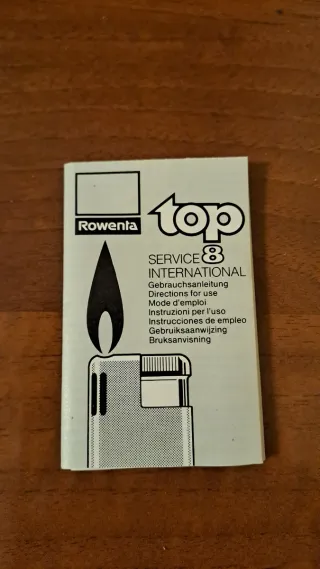 Rowenta
top
SERVICE 8
INTERNATIONAL
Gebrauchsanleitung
Directions for use
Mode d'emploi
Instruzioni per l'uso
Instrucciones de empleo
Gebruiksaanwijzing
Bruksanvisning